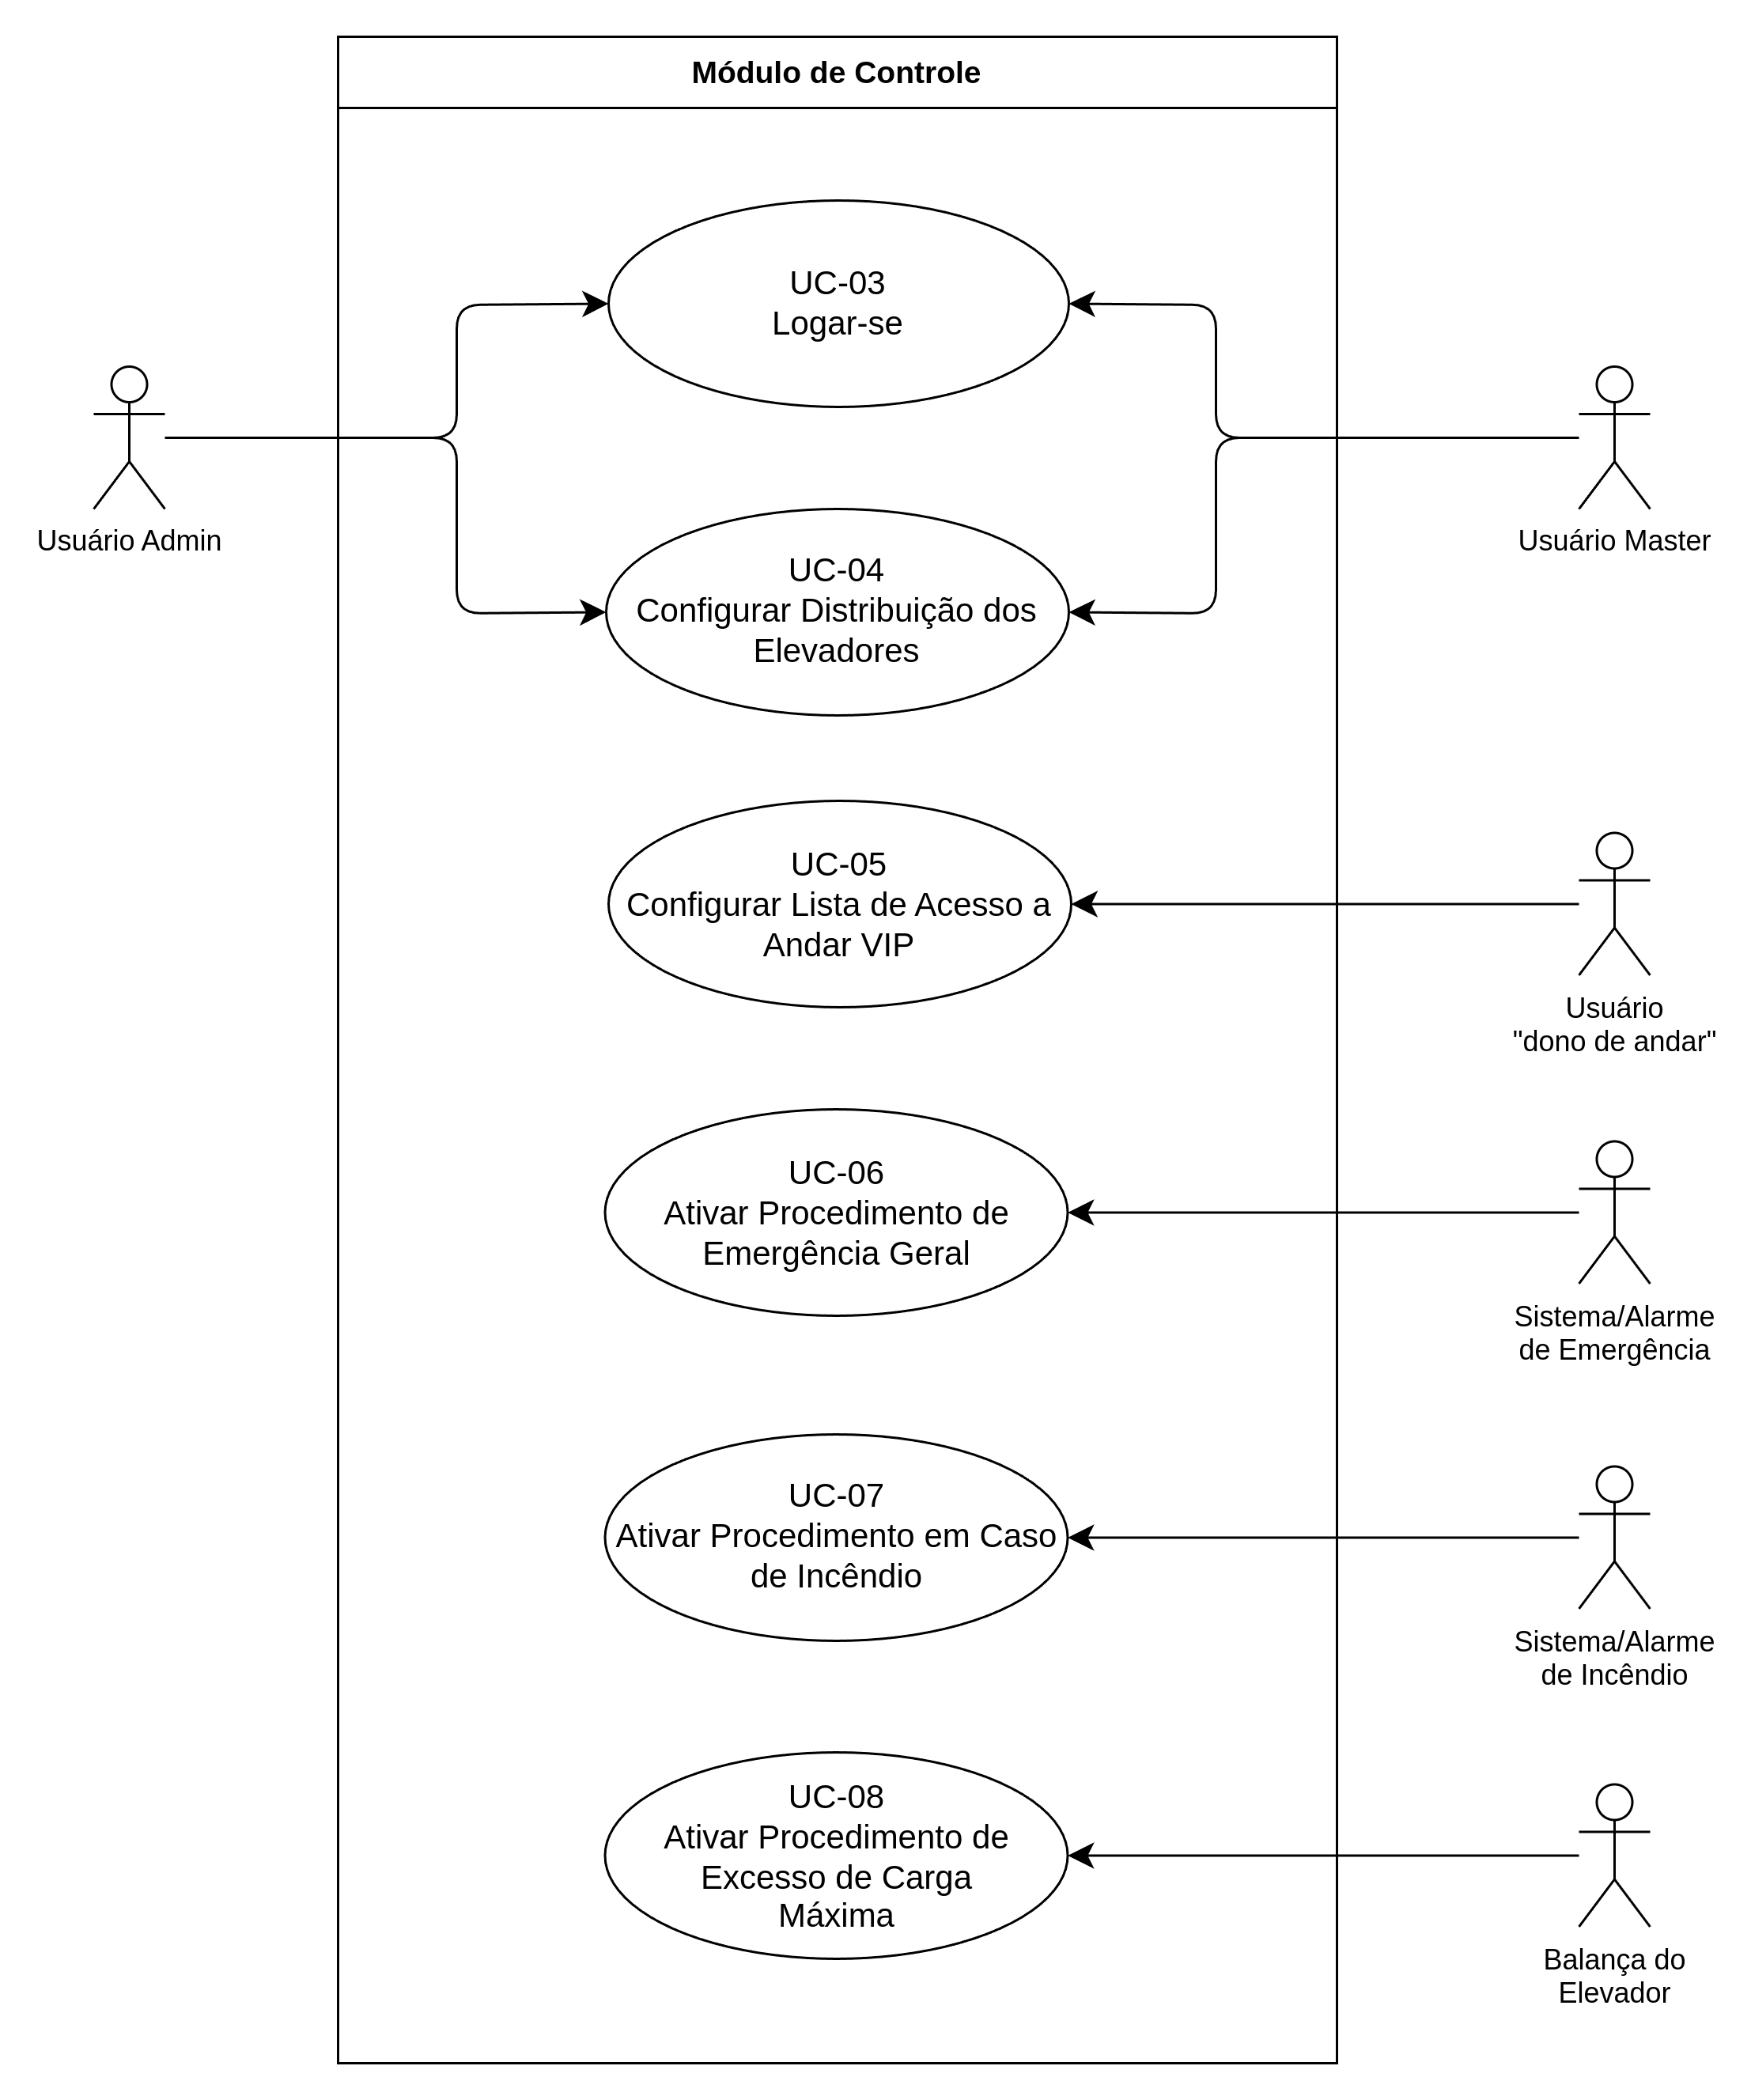 Módulo de Controle
UC-03
Logar-se
Usuário Admin
Usuário Master
UC-04
Configurar Distribuição dos
Elevadores
UC-05
Configurar Lista de Acesso a
Andar VIP
Usuário
"dono de andar"
UC-06
Ativar Procedimento de
Emergência Geral
Sistema/Alarme
de Emergência
UC-07
Ativar Procedimento em Caso
de Incêndio
Sistema/Alarme
de Incêndio
UC-08
Ativar Procedimento de
Excesso de Carga
Máxima
Balança do
Elevador